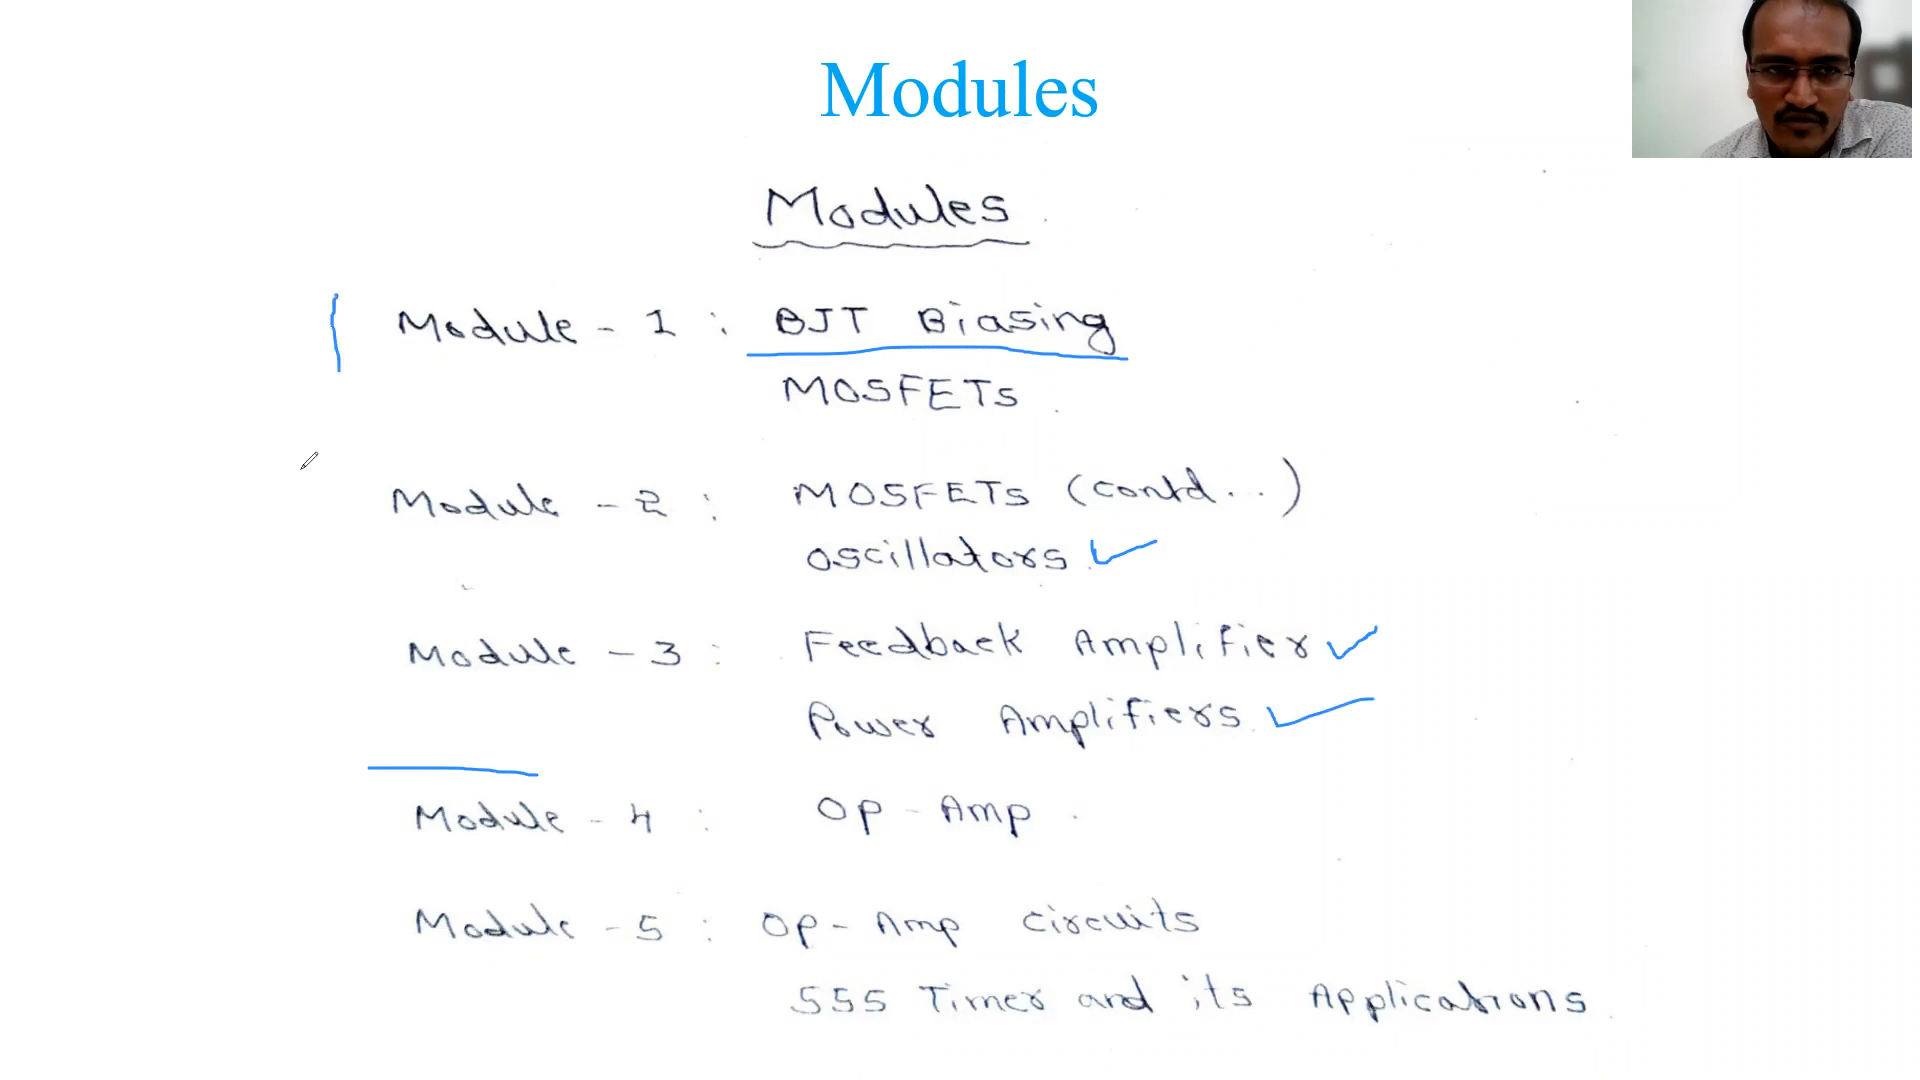 Modules
Modules
Module - 1 : BJT Biasing
MOSFETs
Module - 2 : MOSFETs (contd...)
Oscillators
Module - 3 : Feedback Amplifier
Power Amplifiers
Module - 4 : Op-Amp
Module - 5 : Op-Amp circuits
555 Timer and its Applications